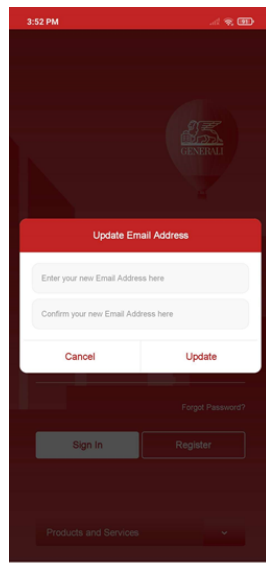 3:52 PM
91
GENERALI
Update Email Address
Enter your new Email Address here
Confirm your new Email Address here
Cancel
Update
Forgot Password?
Sign In
Register
Products and Services